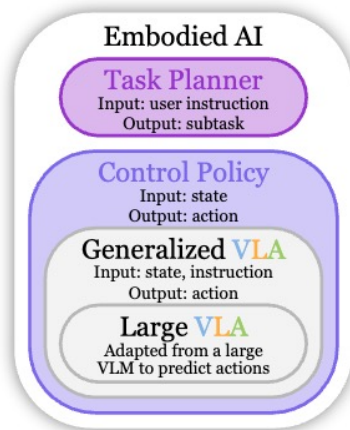 Embodied AI
Task Planner
Input: user instruction
Output: subtask
Control Policy
Input: state
Output: action
Generalized VLA
Input: state, instruction
Output: action
Large VLA
Adapted from a large
VLM to predict actions